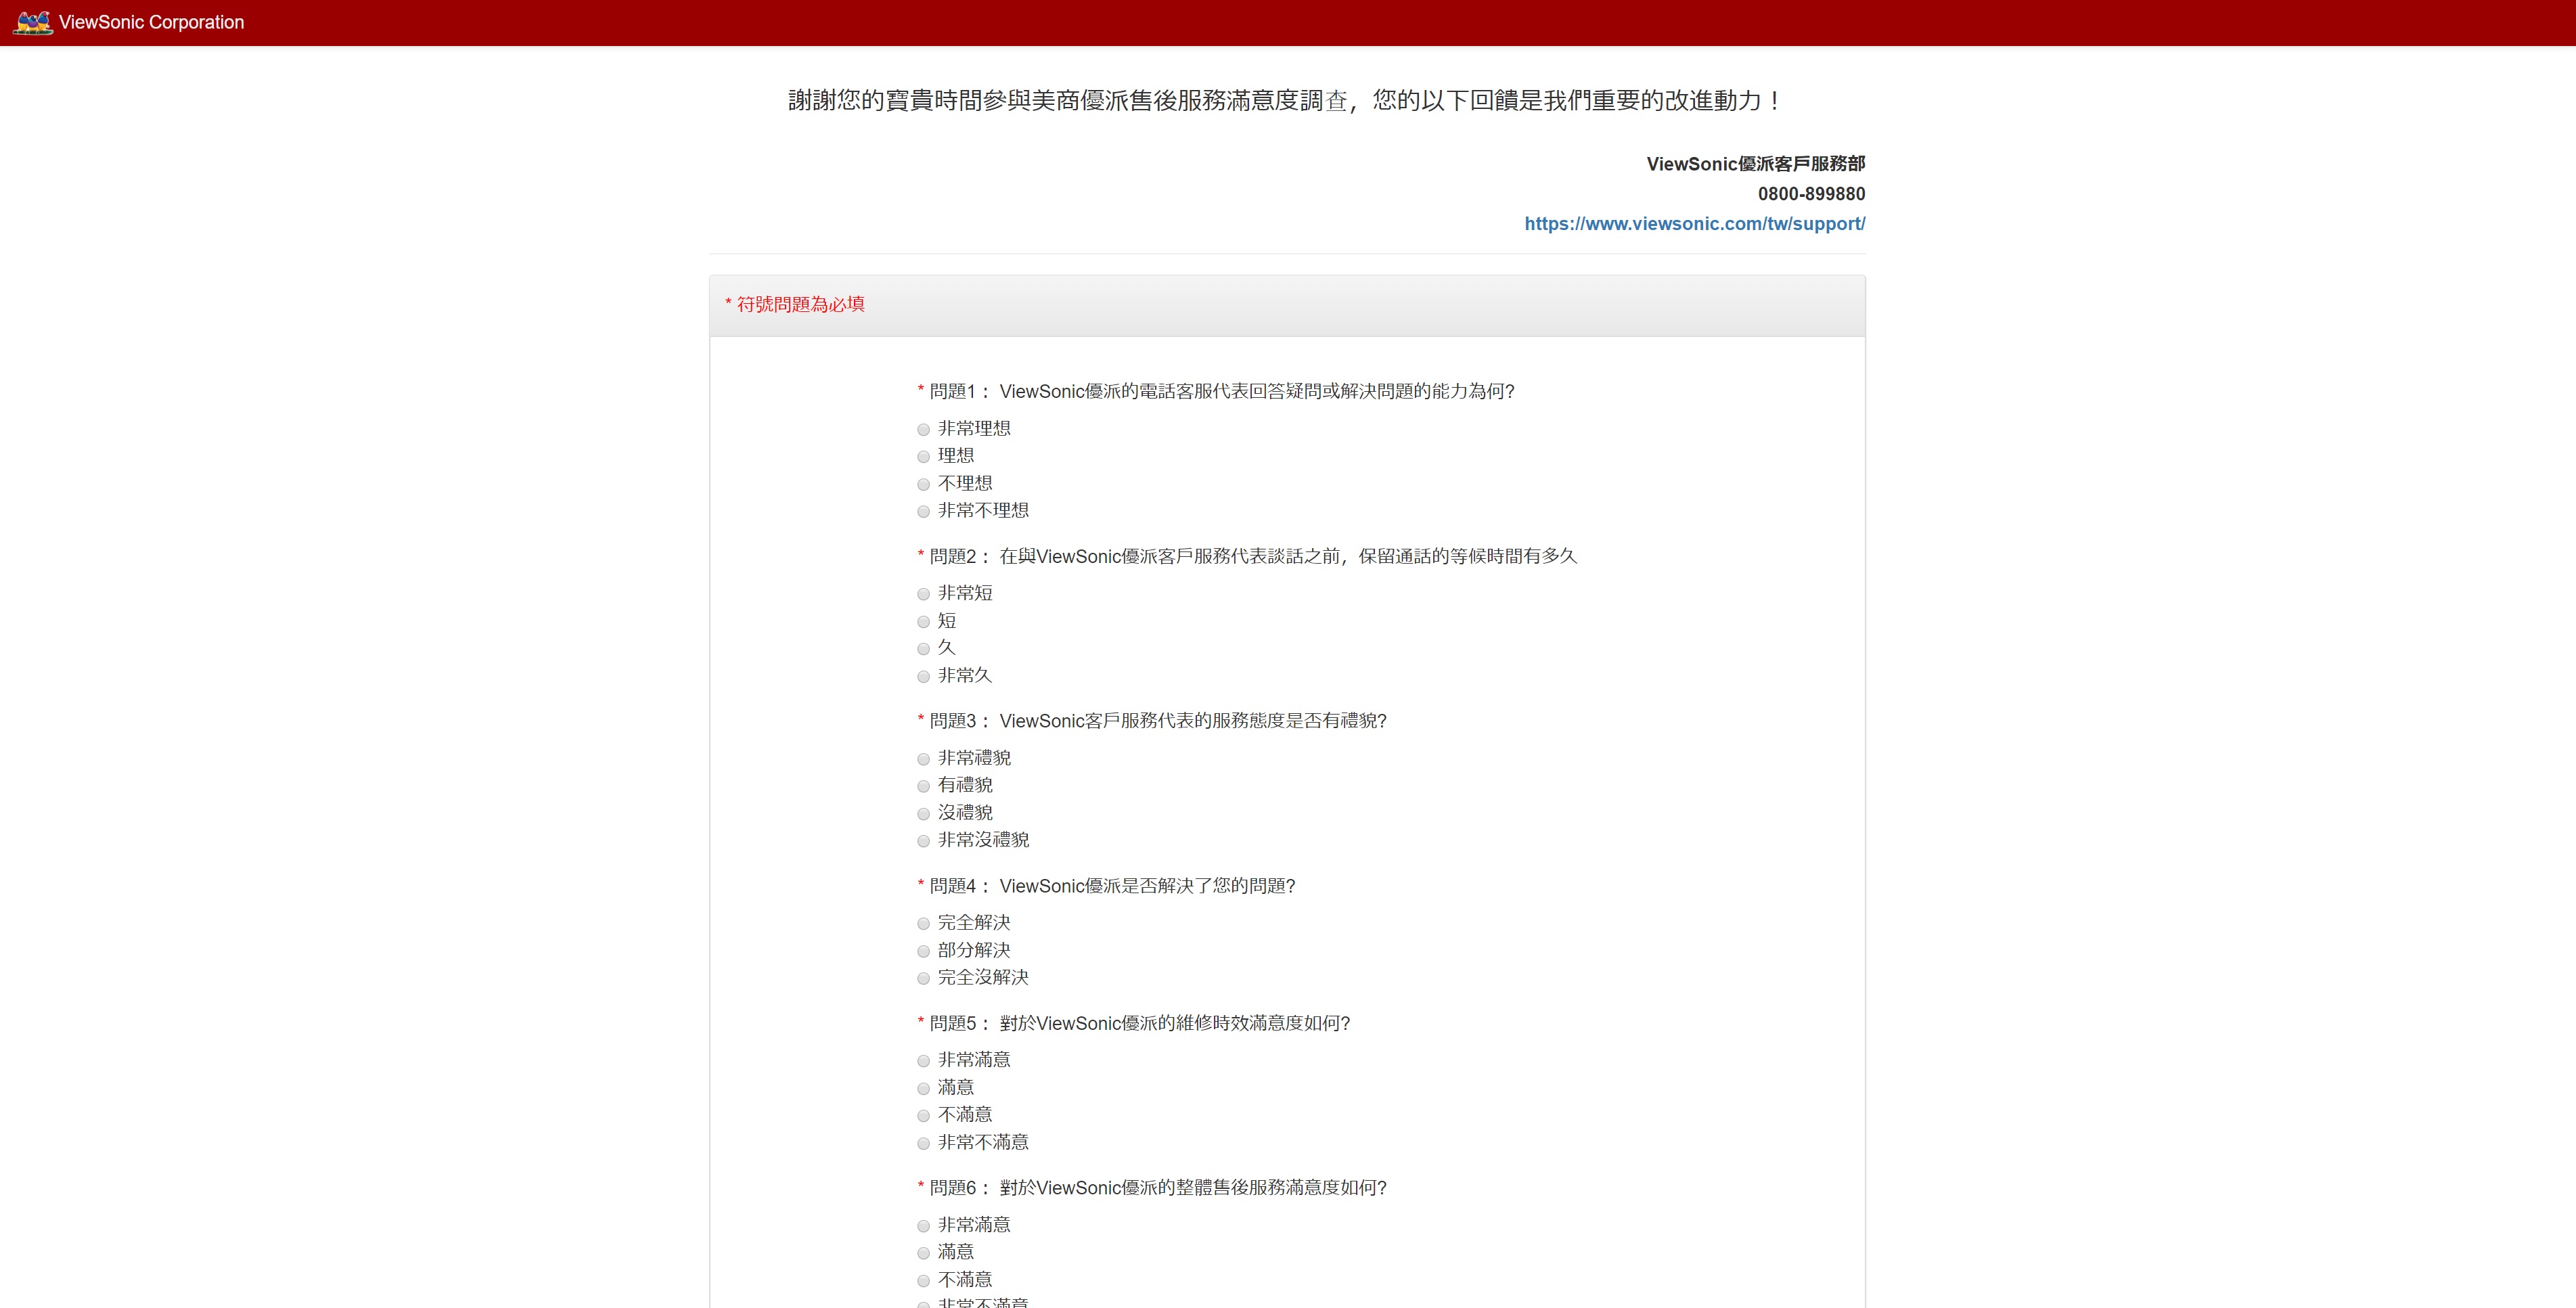 ViewSonic Corporation
謝謝您的寶貴時間參與美商優派售後服務滿意度調查，您的以下回饋是我們重要的改進動力！
ViewSonic優派客戶服務部
0800-899880
https://www.viewsonic.com/tw/support/
* 符號問題為必填
* 問題1： ViewSonic優派的電話客服代表回答疑問或解決問題的能力為何?
非常理想
理想
不理想
非常不理想
* 問題2： 在與ViewSonic優派客戶服務代表談話之前，保留通話的等候時間有多久
非常短
短
久
非常久
* 問題3： ViewSonic客戶服務代表的服務態度是否有禮貌?
非常禮貌
有禮貌
沒禮貌
非常沒禮貌
* 問題4： ViewSonic優派是否解決了您的問題?
完全解決
部分解決
完全沒解決
* 問題5： 對於ViewSonic優派的維修時效滿意度如何?
非常滿意
滿意
不滿意
非常不滿意
* 問題6： 對於ViewSonic優派的整體售後服務滿意度如何?
非常滿意
滿意
不滿意
非常不滿意